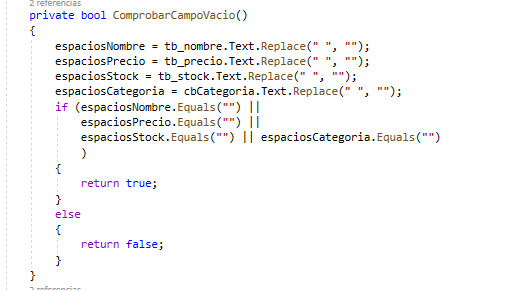 2 referencias
private bool ComprobarCampoVacio()
{
espaciosNombre = tb_nombre.Text.Replace(" ", "");
espaciosPrecio = tb_precio.Text.Replace(" ", "");
espaciosStock = tb_stock.Text.Replace(" ", "");
espaciosCategoria = cbCategoria.Text.Replace(" ", "");
if (espaciosNombre.Equals("") ||
espaciosPrecio.Equals("") ||
espaciosStock.Equals("") || espaciosCategoria.Equals("")
)
{
return true;
}
else
{
return false;
}
}
2 referencias